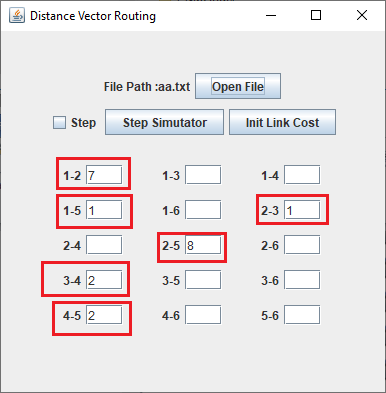 Distance Vector Routing
File Path :aa.txt Open File
Step Step Simutator Init Link Cost
1-2 7 1-3 1-4
1-5 1 1-6 2-3 1
2-4 2-5 8 2-6
3-4 2 3-5 3-6
4-5 2 4-6 5-6